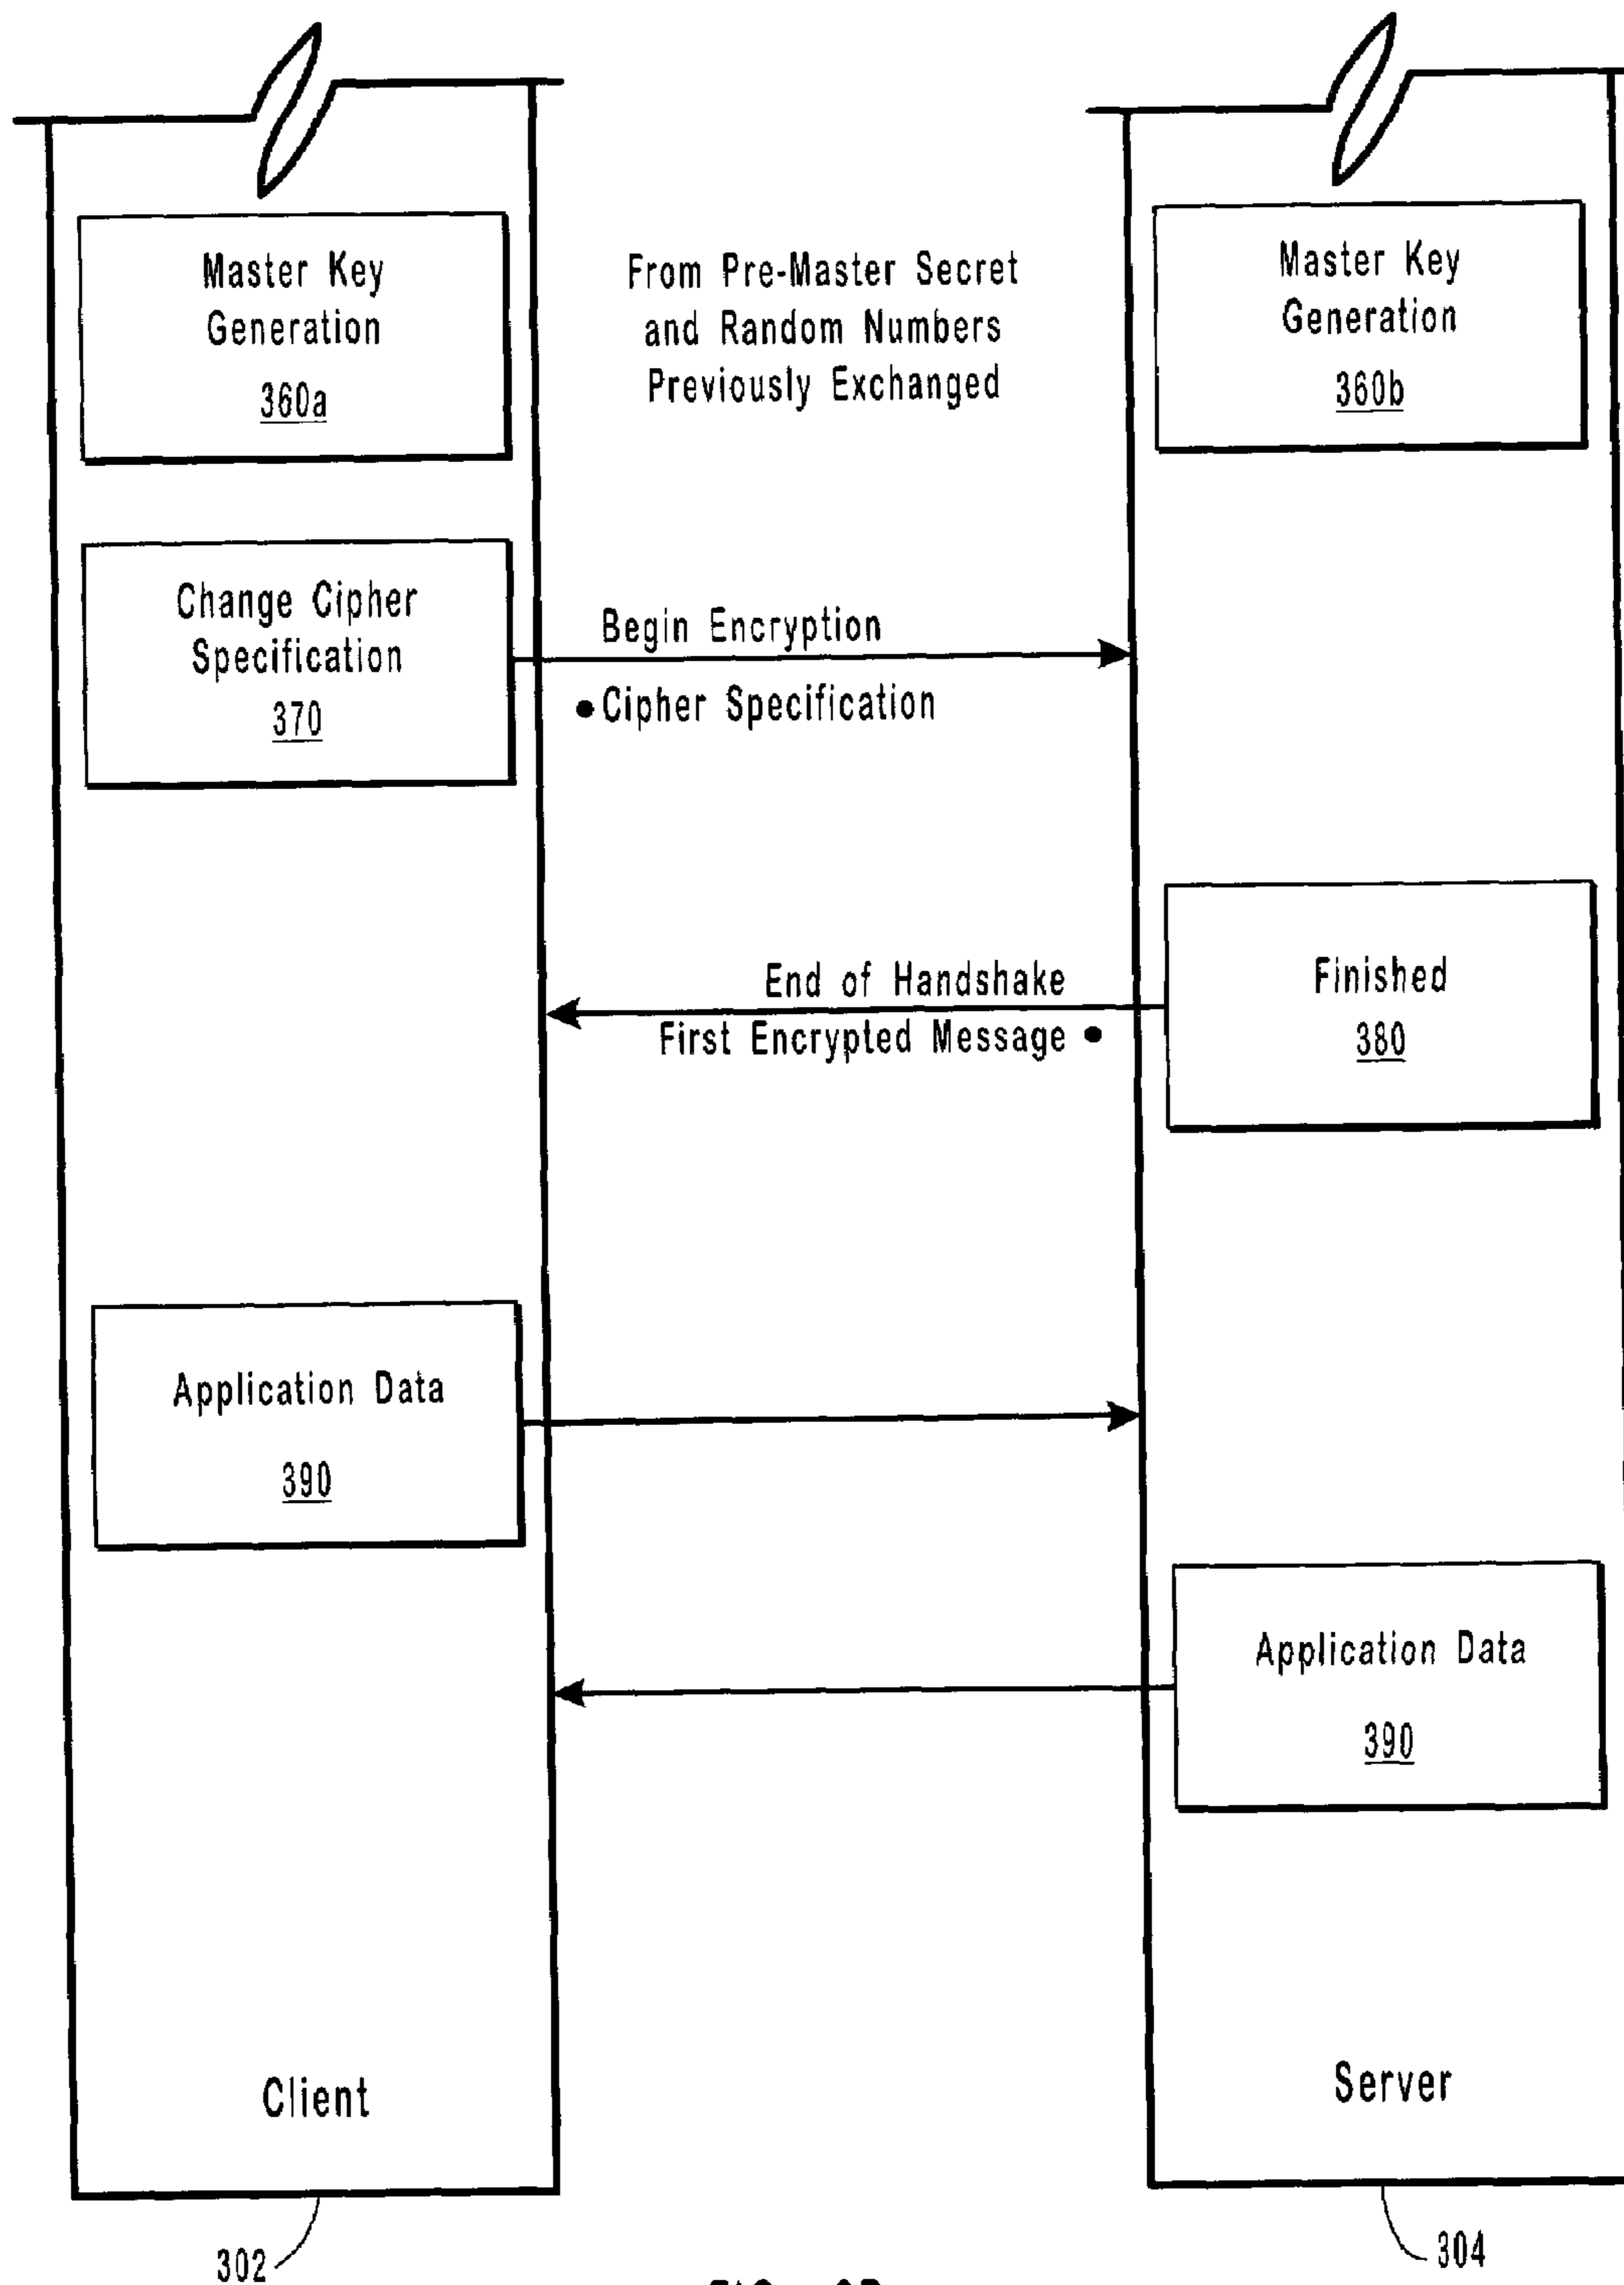 Master Key
Generation
360a
From Pre-Master Secret
and Random Numbers
Previously Exchanged
Master Key
Generation
360b
Change Cipher
Specification
370
Begin Encryption
• Cipher Specification
End of Handshake
First Encrypted Message •
Finished
380
Application Data
390
Application Data
390
Client
Server
302
304